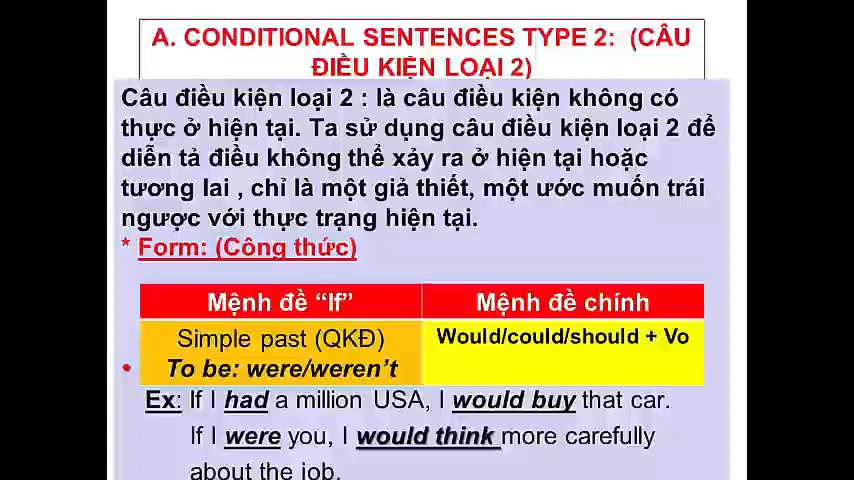 A. CONDITIONAL SENTENCES TYPE 2: (CÂU
ĐIỀU KIỆN LOẠI 2)
Câu điều kiện loại 2 : là câu điều kiện không có
thực ở hiện tại. Ta sử dụng câu điều kiện loại 2 để
diễn tả điều không thể xảy ra ở hiện tại hoặc
tương lai , chỉ là một giả thiết, một ước muốn trái
ngược với thực trạng hiện tại.
* Form: (Công thức)
Mệnh đề “If” Mệnh đề chính
Simple past (QKĐ) Would/could/should + Vo
• To be: were/weren’t
Ex: If I had a million USA, I would buy that car.
If I were you, I would think more carefully
about the job.